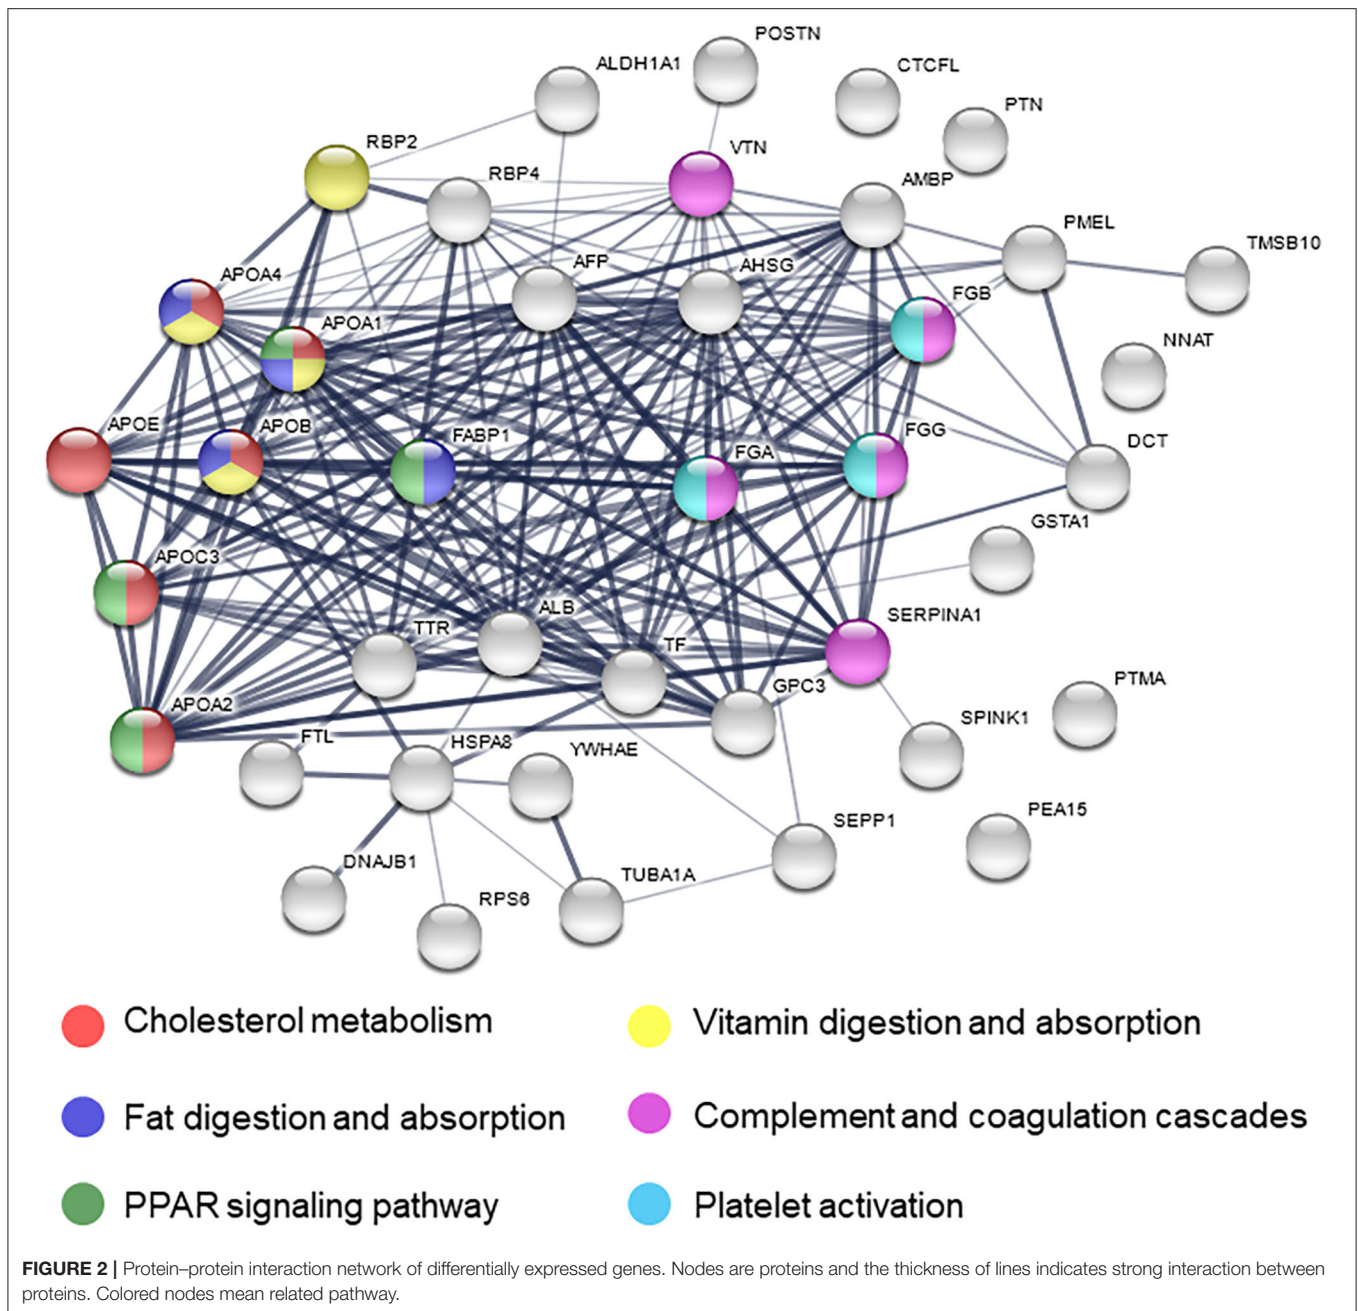 POSTN
ALDH1A1
CTCFL
PTN
RBP2
VTN
RBP4
AMBP
PMEL
TMSB10
AFP
AHSG
APOA4
FGB
APOA1
NNAT
APOE
APOB
FABP1
FGA
FGG
DCT
GSTA1
APOC3
ALB
SERPINA1
TTR
TF
GPC3
PTMA
APOA2
SPINK1
FTL
HSPA8
YWHAE
PEA15
SEPP1
DNAJB1
TUBA1A
RPS6
Cholesterol metabolism
Vitamin digestion and absorption
Fat digestion and absorption
Complement and coagulation cascades
PPAR signaling pathway
Platelet activation
FIGURE 2 | Protein–protein interaction network of differentially expressed genes. Nodes are proteins and the thickness of lines indicates strong interaction between
proteins. Colored nodes mean related pathway.